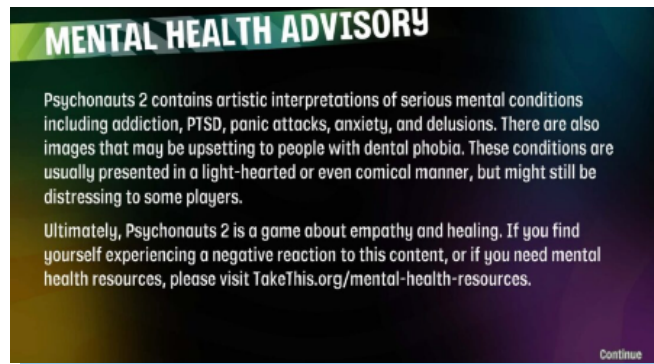 MENTAL HEALTH ADVISORY
Psychonauts 2 contains artistic interpretations of serious mental conditions
including addiction, PTSD, panic attacks, anxiety, and delusions. There are also
images that may be upsetting to people with dental phobia. These conditions are
usually presented in a light-hearted or even comical manner, but might still be
distressing to some players.
Ultimately, Psychonauts 2 is a game about empathy and healing. If you find
yourself experiencing a negative reaction to this content, or if you need mental
health resources, please visit TakeThis.org/mental-health-resources.
Continue